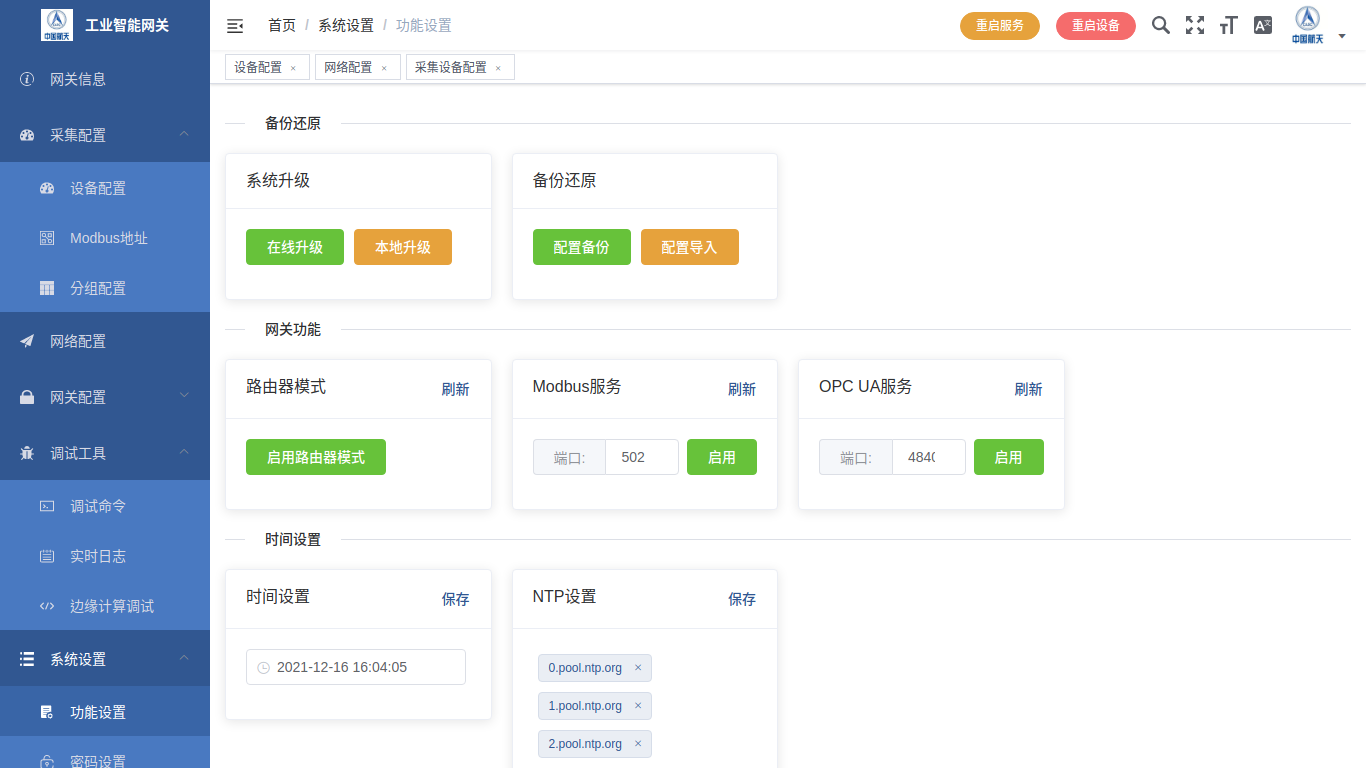 中国航天
工业智能网关
首页 / 系统设置 / 功能设置
重启服务
重启设备
中国航天
设备配置 ×
网络配置 ×
采集设备配置 ×
网关信息
采集配置
设备配置
Modbus地址
分组配置
网络配置
网关配置
调试工具
调试命令
实时日志
边缘计算调试
系统设置
功能设置
密码设置
备份还原
系统升级
在线升级 本地升级
备份还原
配置备份 配置导入
网关功能
路由器模式 刷新
启用路由器模式
Modbus服务 刷新
端口: 502 启用
OPC UA服务 刷新
端口: 4840 启用
时间设置
时间设置 保存
2021-12-16 16:04:05
NTP设置 保存
0.pool.ntp.org ×
1.pool.ntp.org ×
2.pool.ntp.org ×